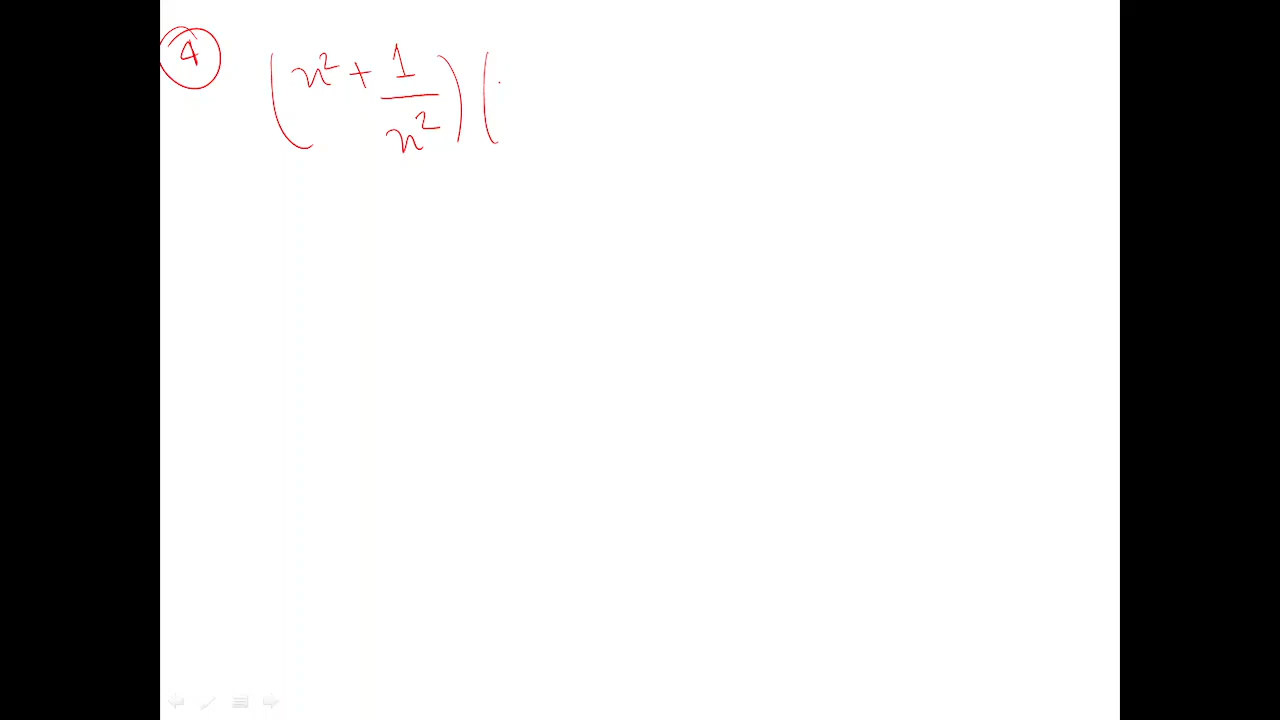 ④ (x² + 1/x²) (